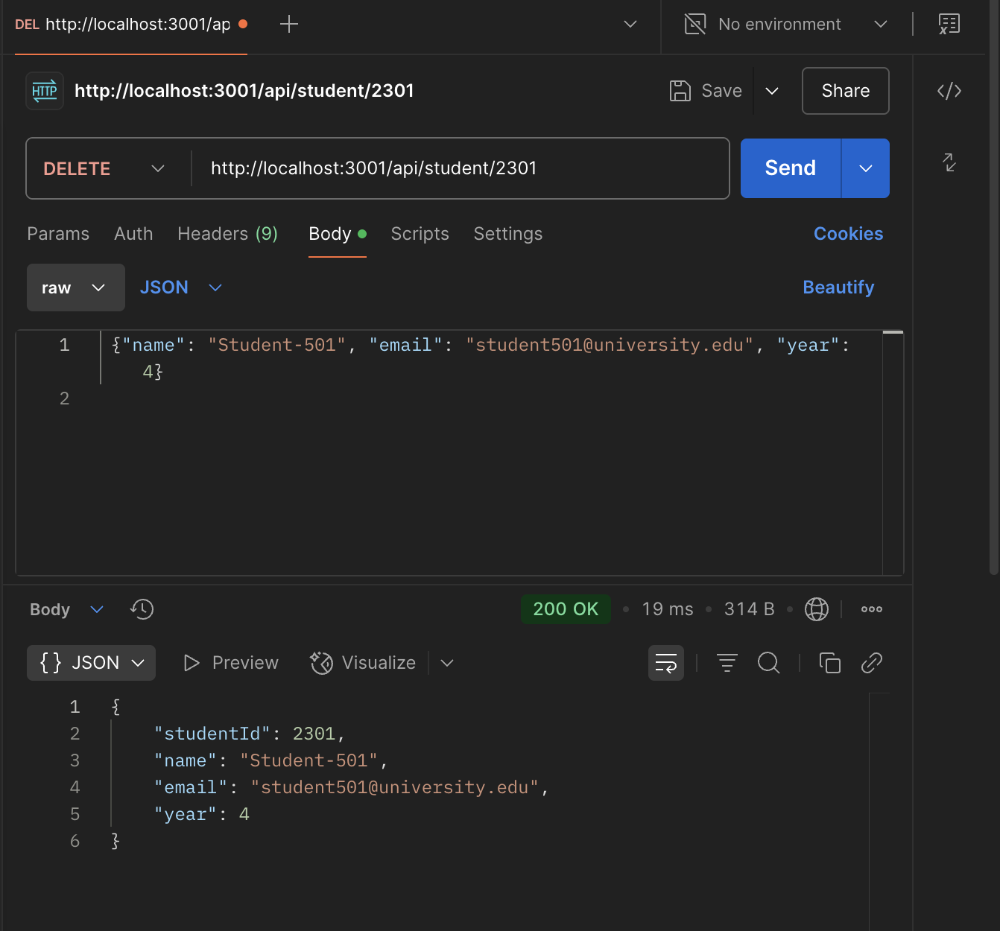 DEL http://localhost:3001/ap
No environment
HTTP http://localhost:3001/api/student/2301
Save
Share
DELETE
http://localhost:3001/api/student/2301
Send
Params Auth Headers (9) Body Scripts Settings
Cookies
raw
JSON
Beautify
1 {"name": "Student-501", "email": "student501@university.edu", "year":
4}
2
Body
200 OK
19 ms
314 B
{} JSON
Preview
Visualize
1 {
2 "studentId": 2301,
3 "name": "Student-501",
4 "email": "student501@university.edu",
5 "year": 4
6 }